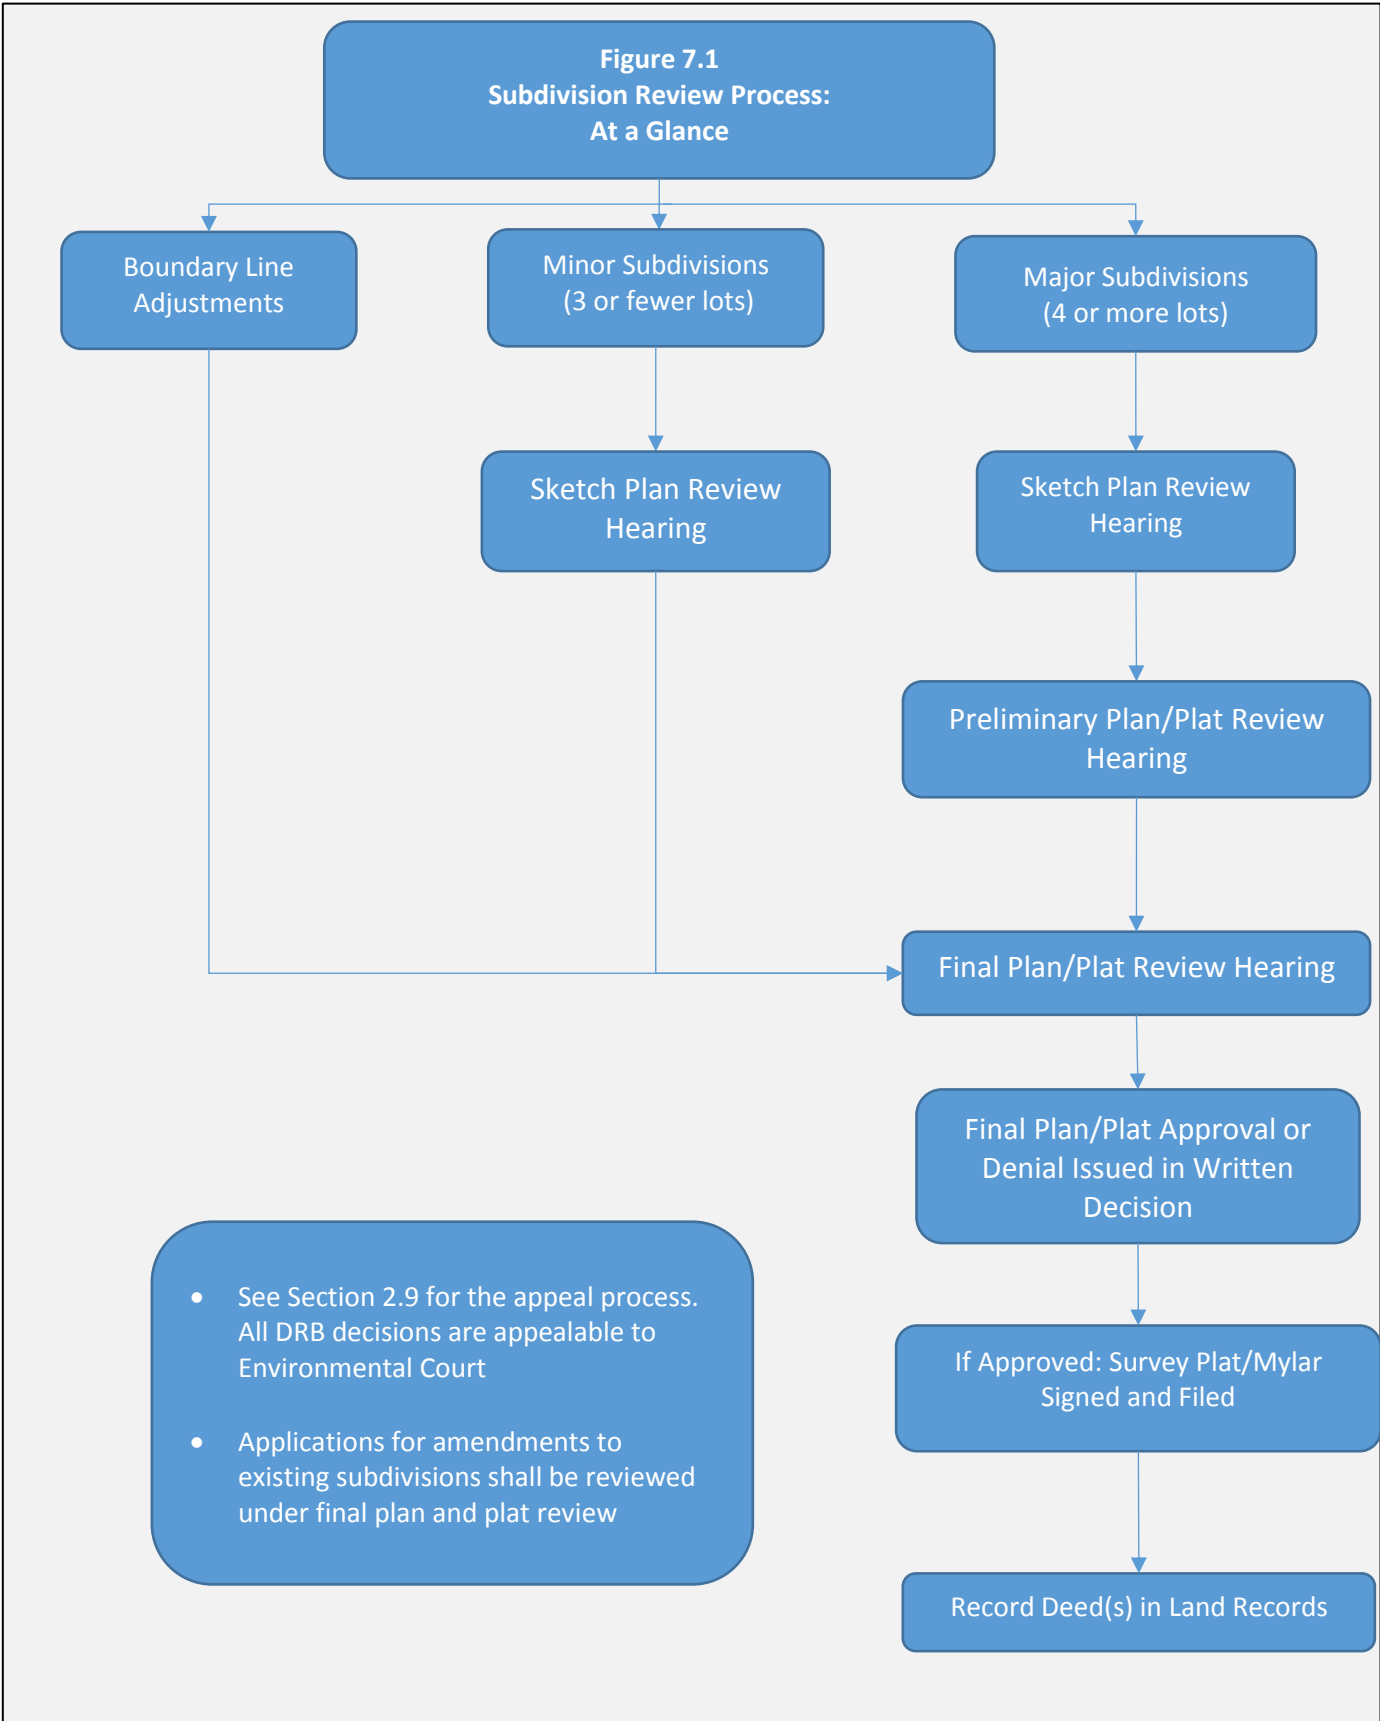 Figure 7.1
Subdivision Review Process:
At a Glance
Boundary Line
Adjustments
Minor Subdivisions
(3 or fewer lots)
Major Subdivisions
(4 or more lots)
Sketch Plan Review
Hearing
Sketch Plan Review
Hearing
Preliminary Plan/Plat Review
Hearing
Final Plan/Plat Review Hearing
Final Plan/Plat Approval or
Denial Issued in Written
Decision
• See Section 2.9 for the appeal process.
All DRB decisions are appealable to
Environmental Court
• Applications for amendments to
existing subdivisions shall be reviewed
under final plan and plat review
If Approved: Survey Plat/Mylar
Signed and Filed
Record Deed(s) in Land Records